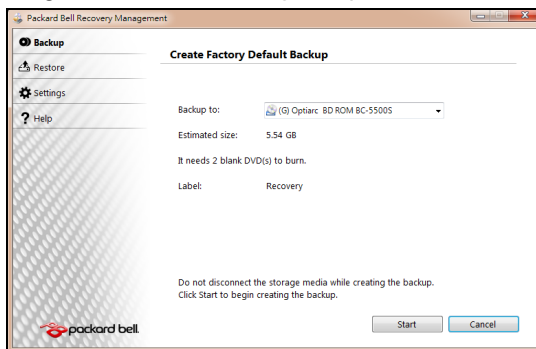 Packard Bell Recovery Management
Backup
Restore
Settings
Help
Create Factory Default Backup
Backup to:
(G) Optiarc BD ROM BC-5500S
Estimated size:
5.54 GB
It needs 2 blank DVD(s) to burn.
Label:
Recovery
Do not disconnect the storage media while creating the backup.
Click Start to begin creating the backup.
packard bell.
Start
Cancel